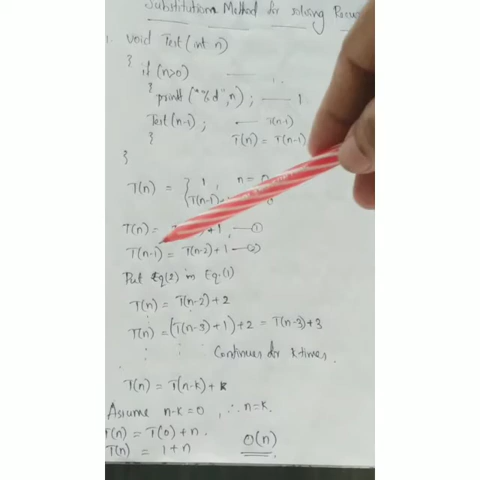 Substitution Method for solving Recu
1. void Test(int n)
{ if (n>0)
{ printf("%d", n); — 1
Test(n-1); ← T(n-1)
} T(n) = T(n-1)
}
T(n) = { 1, n = 0
T(n-1)+
T(n) = +1, —①
T(n-1) = T(n-2)+1 —②
Put Eq(2) in Eq.(1)
T(n) = T(n-2)+2
T(n) = (T(n-3)+1)+2 = T(n-3)+3
Continues for k times.
T(n) = T(n-k)+k
Assume n-k=0, ∴ n=k.
T(n) = T(0)+n.
T(n) = 1+n O(n)